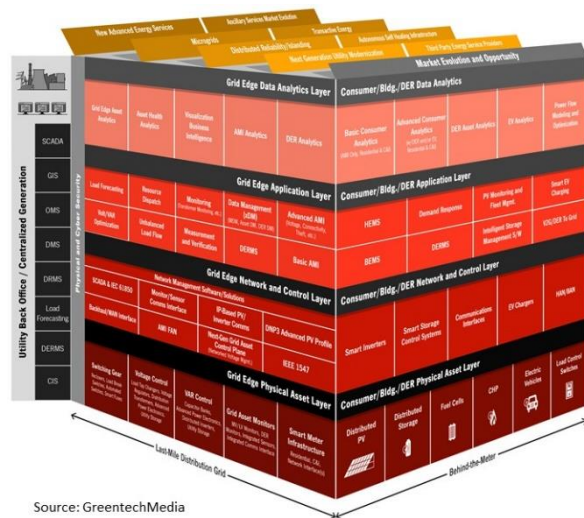 New Advanced Energy Services
Ancillary Services Market Evolution
Microgrids
Transactive Energy
Distributed Reliability/Islanding
Autonomous Self Healing Infrastructure
Next Generation Utility Modernization
Third Party Energy Service Providers
Market Evolution and Opportunity
Utility Back Office / Centralized Generation
SCADA
GIS
OMS
DMS
DRMS
Load
Forecasting
DERMS
CIS
Physical and Cyber Security
Grid Edge Data Analytics Layer
Grid Edge Asset
Analytics
Asset Health
Analytics
Visualization
Business
Intelligence
AMI Analytics
DER Analytics
Grid Edge Application Layer
Load Forecasting
Resource
Dispatch
Monitoring
Data Management
(xDM)
Advanced AMI
Volt/VAR
Optimization
Unbalanced
Load Flow
Measurement
and Verification
DERMS
Basic AMI
Grid Edge Network and Control Layer
Network Management Software/Solutions
SCADA & IEC 61850
Monitor/Sensor
Comms Interface
IP-Based PV/
Inverter Comms
DNP3 Advanced PV Profile
Backhaul/WAN Interface
AMI FAN
Next-Gen Grid Asset
Control Plane
IEEE 1547
Grid Edge Physical Asset Layer
Switching Gear
Voltage Control
VAR Control
Grid Asset Monitors
Smart Meter
Infrastructure
Consumer/Bldg./DER Data Analytics
Basic Consumer
Analytics
Advanced Consumer
Analytics
DER Asset Analytics
EV Analytics
Power Flow
Modeling and
Optimization
Consumer/Bldg./DER Application Layer
HEMS
Demand Response
PV Monitoring and
Fleet Mgmt.
Smart EV
Charging
BEMS
DERMS
Intelligent Storage
Management S/W
V2G/DER To Grid
Consumer/Bldg./DER Network and Control Layer
Smart Inverters
Smart Storage
Control Systems
Communications
Interfaces
EV Chargers
HAN/WAN
Consumer/Bldg./DER Physical Asset Layer
Distributed
PV
Distributed
Storage
Fuel Cells
CHP
Electric
Vehicles
Load Control
Switches
Last-Mile Distribution Grid
Behind-the-Meter
Source: GreentechMedia